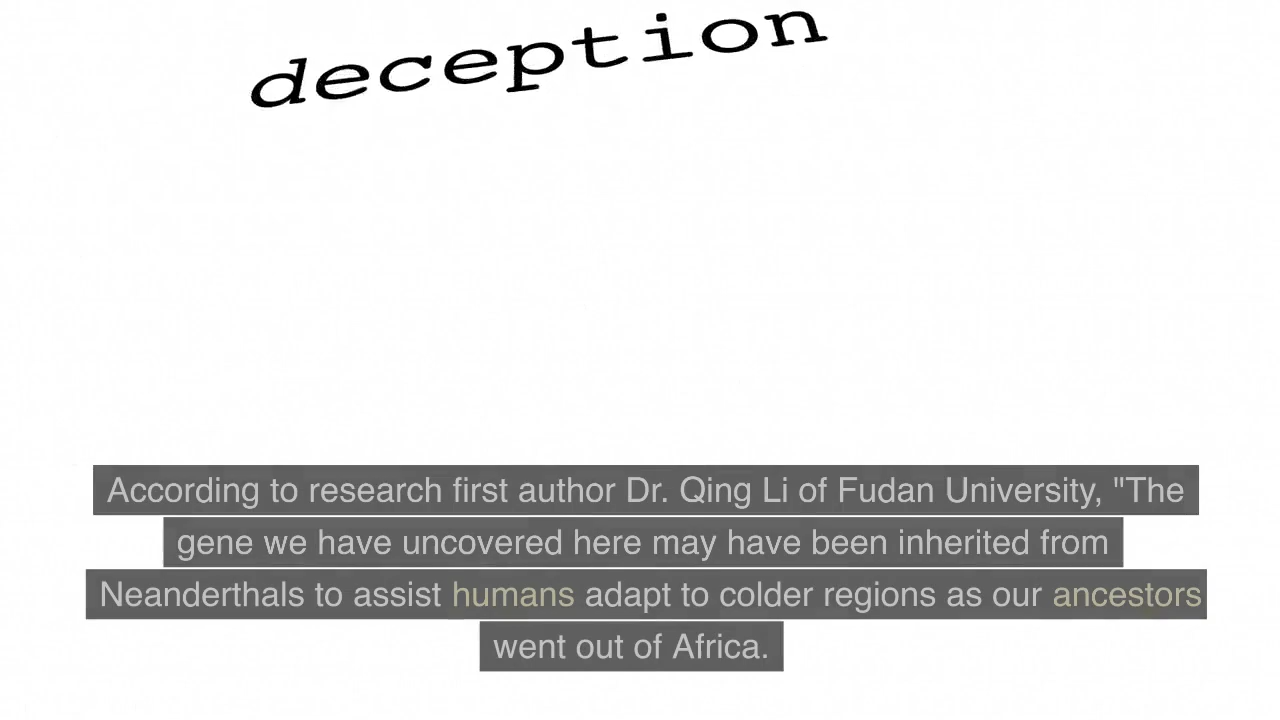 deception
According to research first author Dr. Qing Li of Fudan University, "The
gene we have uncovered here may have been inherited from
Neanderthals to assist humans adapt to colder regions as our ancestors
went out of Africa.